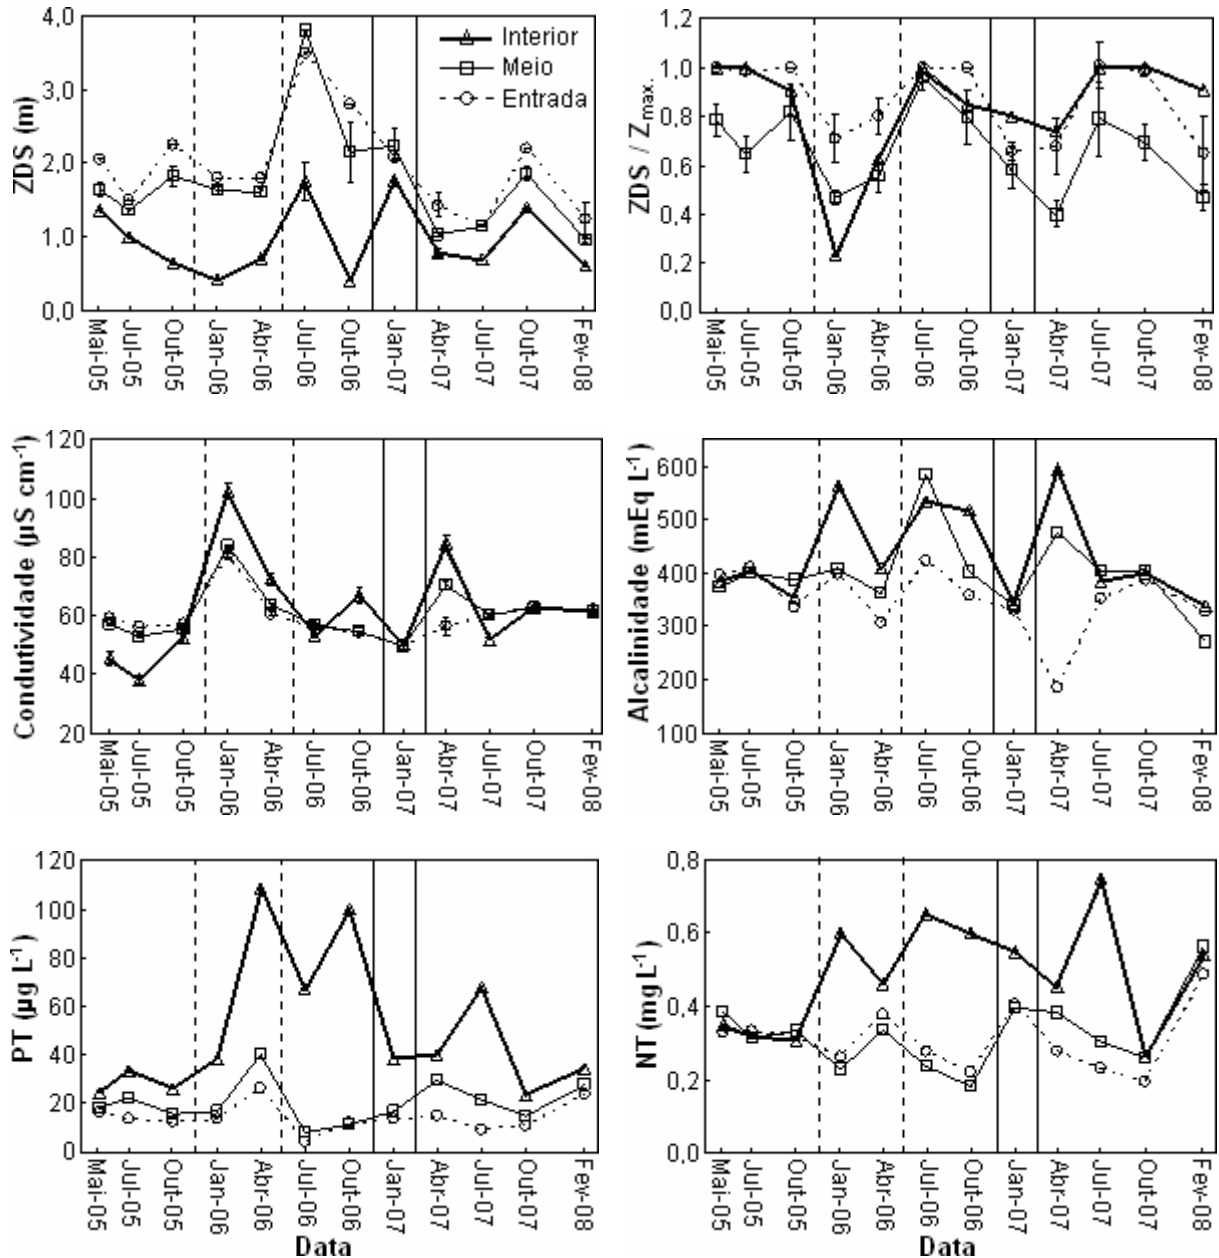 ZDS (m)
4,0
3,0
2,0
1,0
0,0
Interior
Meio
Entrada
Mai-05
Jul-05
Out-05
Jan-06
Abr-06
Jul-06
Out-06
Jan-07
Abr-07
Jul-07
Out-07
Fev-08
ZDS / Zmax.
1,2
1,0
0,8
0,6
0,4
0,2
0,0
Mai-05
Jul-05
Out-05
Jan-06
Abr-06
Jul-06
Out-06
Jan-07
Abr-07
Jul-07
Out-07
Fev-08
Condutividade (µS cm-1)
120
100
80
60
40
20
Mai-05
Jul-05
Out-05
Jan-06
Abr-06
Jul-06
Out-06
Jan-07
Abr-07
Jul-07
Out-07
Fev-08
Alcalinidade (mEq L-1)
600
500
400
300
200
100
Mai-05
Jul-05
Out-05
Jan-06
Abr-06
Jul-06
Out-06
Jan-07
Abr-07
Jul-07
Out-07
Fev-08
PT (µg L-1)
120
100
80
60
40
20
0
Mai-05
Jul-05
Out-05
Jan-06
Abr-06
Jul-06
Out-06
Jan-07
Abr-07
Jul-07
Out-07
Fev-08
Data
NT (mg L-1)
0,8
0,6
0,4
0,2
0,0
Mai-05
Jul-05
Out-05
Jan-06
Abr-06
Jul-06
Out-06
Jan-07
Abr-07
Jul-07
Out-07
Fev-08
Data